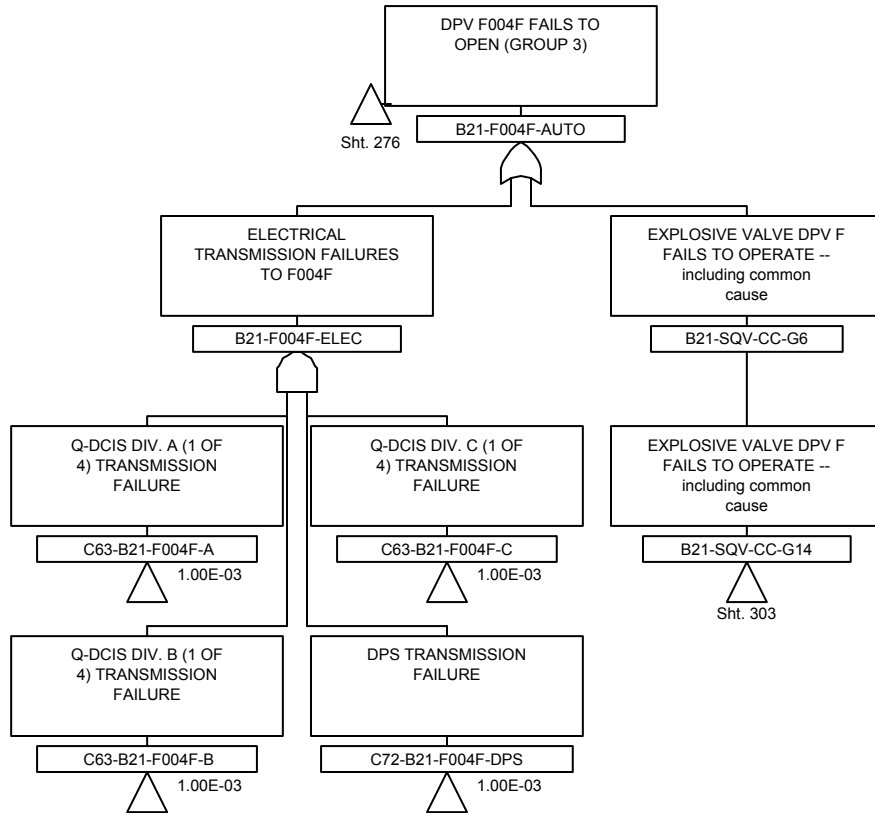 DPV F004F FAILS TO
OPEN (GROUP 3)
Sht. 276
B21-F004F-AUTO
ELECTRICAL
TRANSMISSION FAILURES
TO F004F
B21-F004F-ELEC
EXPLOSIVE VALVE DPV F
FAILS TO OPERATE --
including common
cause
B21-SQV-CC-G6
Q-DCIS DIV. A (1 OF
4) TRANSMISSION
FAILURE
C63-B21-F004F-A
1.00E-03
Q-DCIS DIV. C (1 OF
4) TRANSMISSION
FAILURE
C63-B21-F004F-C
1.00E-03
EXPLOSIVE VALVE DPV F
FAILS TO OPERATE --
including common
cause
B21-SQV-CC-G14
Sht. 303
Q-DCIS DIV. B (1 OF
4) TRANSMISSION
FAILURE
C63-B21-F004F-B
1.00E-03
DPS TRANSMISSION
FAILURE
C72-B21-F004F-DPS
1.00E-03